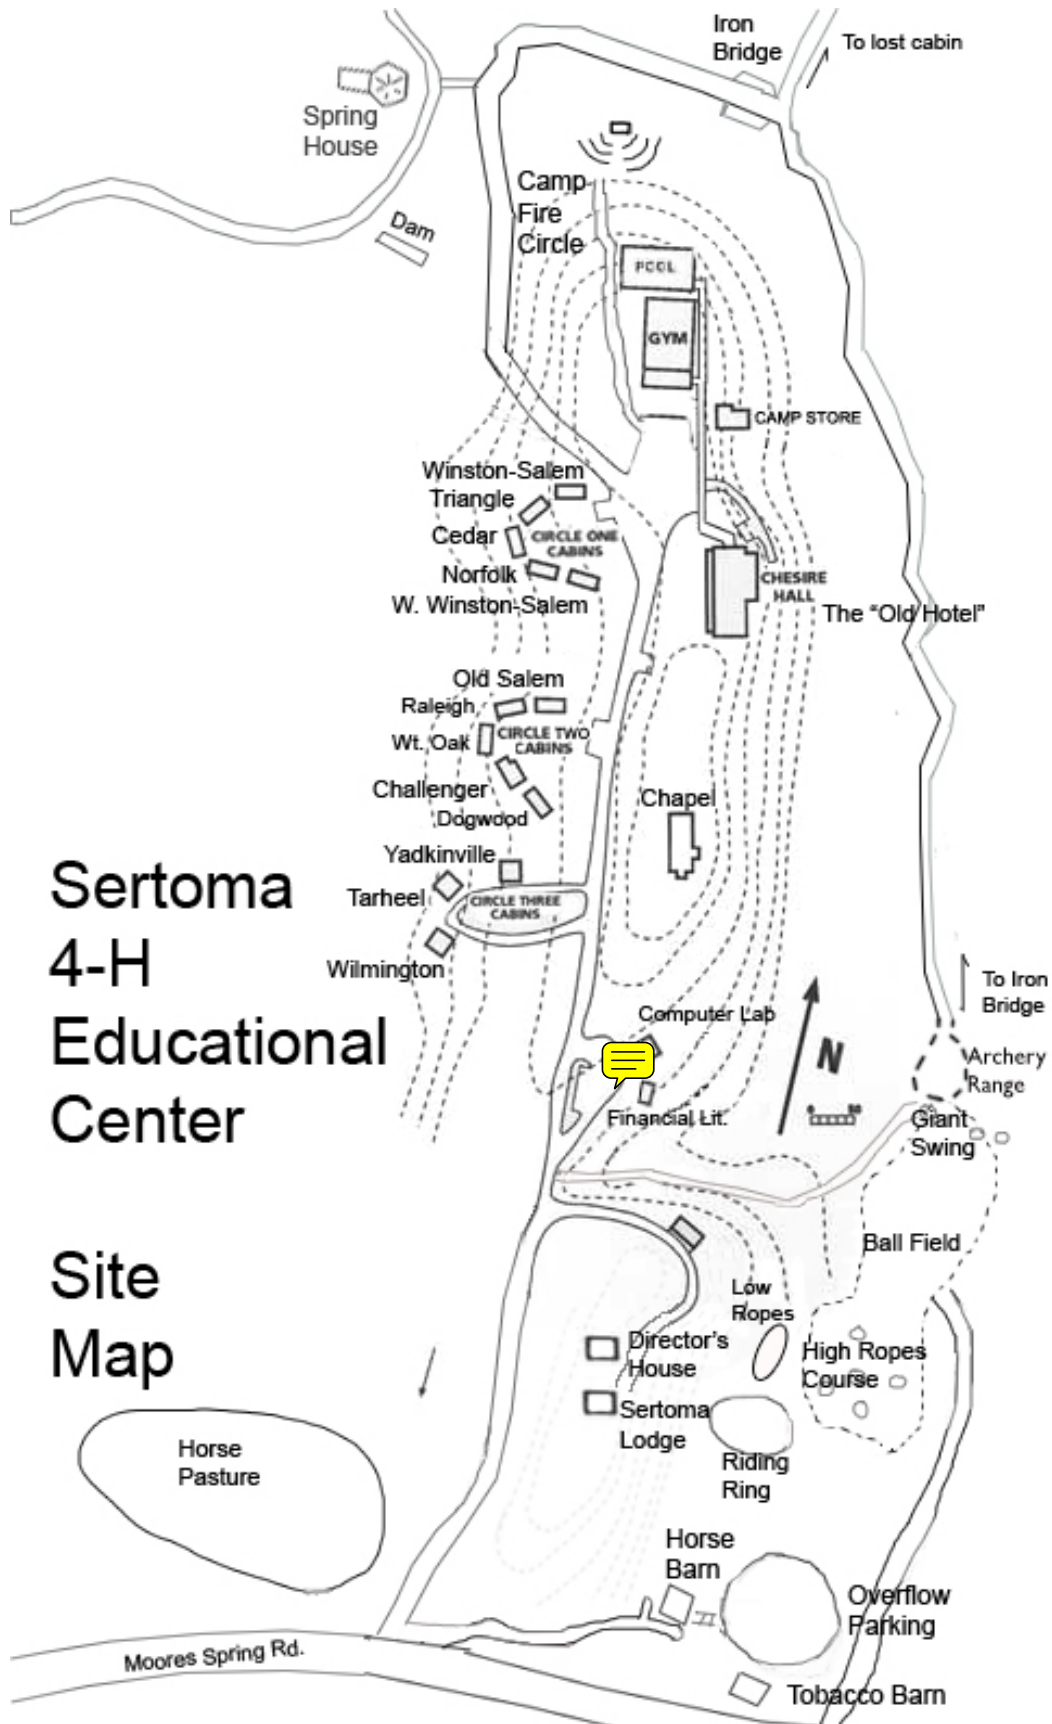 Iron
Bridge
To lost cabin
Spring
House
Camp
Fire
Circle
Dam
POOL
GYM
CAMP STORE
Winston-Salem
Triangle
Cedar
CIRCLE ONE
CABINS
Norfolk
W. Winston-Salem
CHESIRE
HALL
The “Old Hotel”
Old Salem
Raleigh
Wt. Oak
CIRCLE TWO
CABINS
Challenger
Dogwood
Chapel
Yadkinville
Tarheel
CIRCLE THREE
CABINS
Wilmington
Sertoma
4-H
Educational
Center
Site
Map
To Iron
Bridge
Computer Lab
N
Archery
Range
Financial Lit.
Giant
Swing
Ball Field
Low
Ropes
Director's
House
High Ropes
Course
Sertoma
Lodge
Riding
Ring
Horse
Pasture
Horse
Barn
Overflow
Parking
Moores Spring Rd.
Tobacco Barn